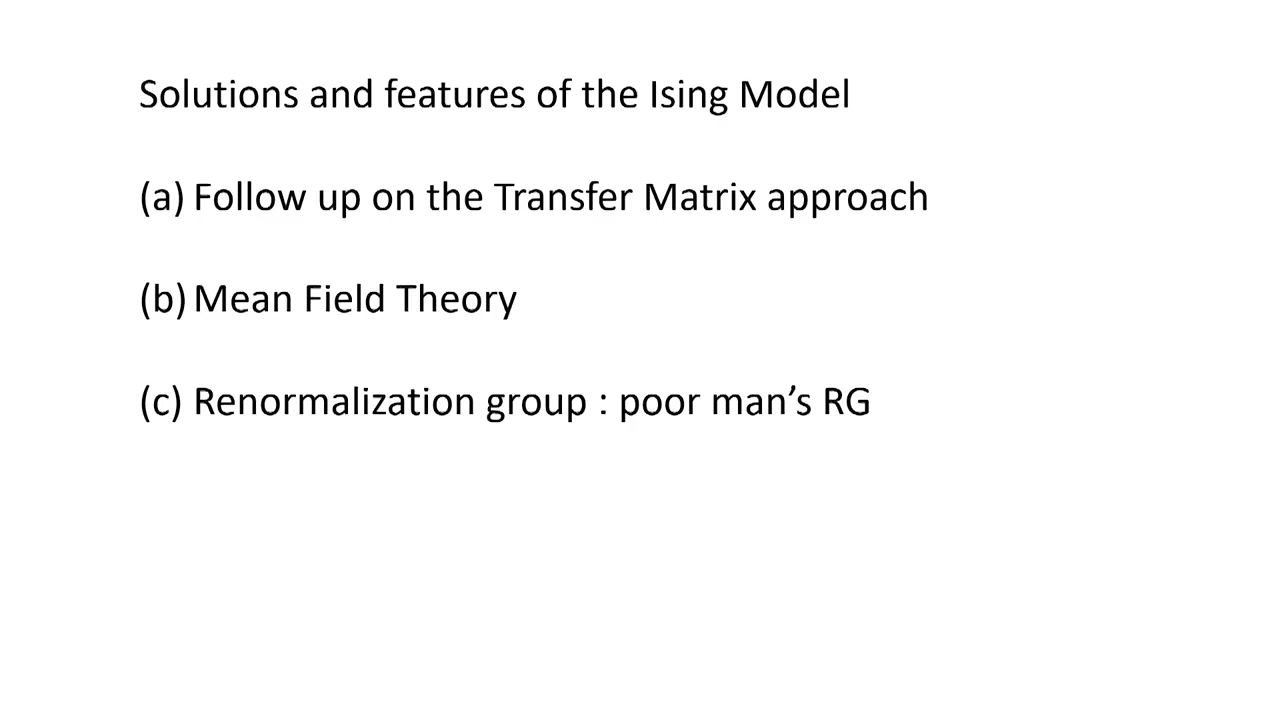 Solutions and features of the Ising Model
(a) Follow up on the Transfer Matrix approach
(b) Mean Field Theory
(c) Renormalization group : poor man’s RG